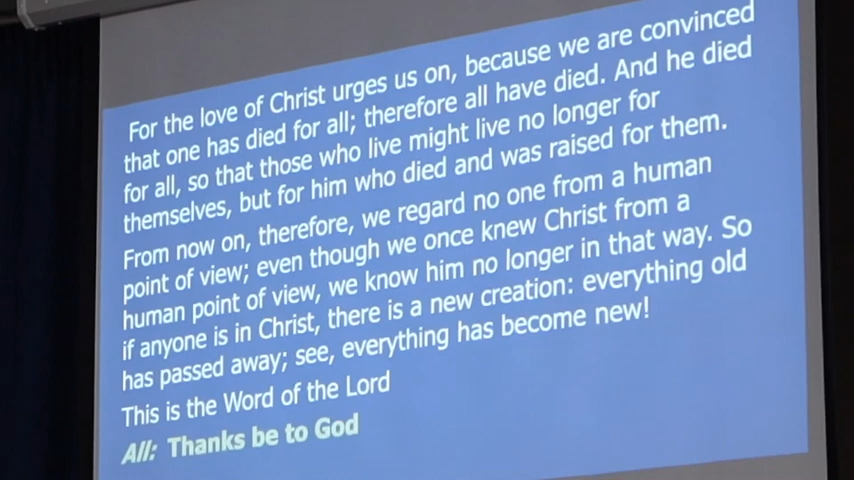 For the love of Christ urges us on, because we are convinced
that one has died for all; therefore all have died. And he died
for all, so that those who live might live no longer for
themselves, but for him who died and was raised for them.
From now on, therefore, we regard no one from a human
point of view; even though we once knew Christ from a
human point of view, we know him no longer in that way. So
if anyone is in Christ, there is a new creation: everything old
has passed away; see, everything has become new!
This is the Word of the Lord
All: Thanks be to God